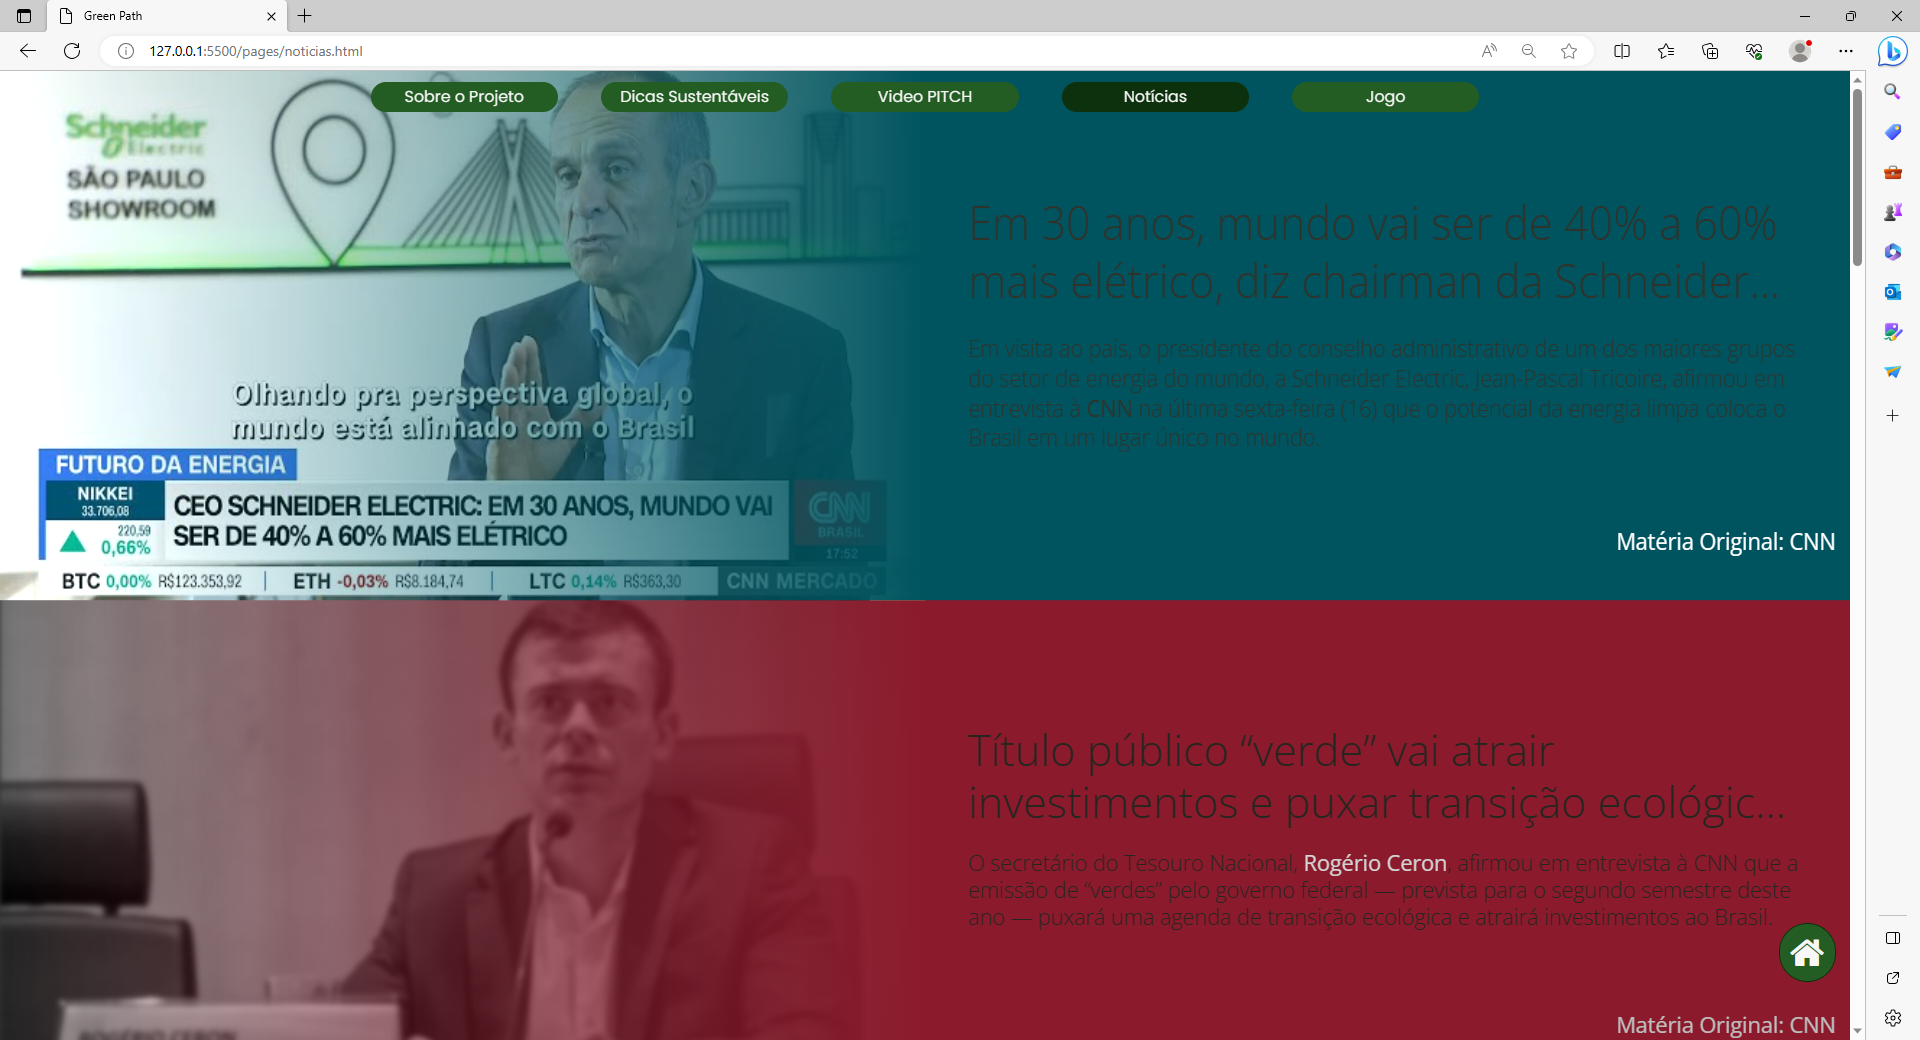 Green Path
127.0.0.1:5500/pages/noticias.html
Sobre o Projeto
Dicas Sustentáveis
Video PITCH
Notícias
Jogo
Schneider
Electric
SÃO PAULO
SHOWROOM
Olhando pra perspectiva global, o
mundo está alinhado com o Brasil
FUTURO DA ENERGIA
NIKKEI
33.706,08
220,59
0,66%
CEO SCHNEIDER ELECTRIC: EM 30 ANOS, MUNDO VAI
SER DE 40% A 60% MAIS ELÉTRICO
CNN
BRASIL
17:52
BTC 0,00% R$123.353,92 ETH -0,03% R$8.184,74 LTC 0,14% R$363,30 CNN MERCADO
Em 30 anos, mundo vai ser de 40% a 60%
mais elétrico, diz chairman da Schneider...
Em visita ao país, o presidente do conselho administrativo de um dos maiores grupos
do setor de energia do mundo, a Schneider Electric, Jean-Pascal Tricoire, afirmou em
entrevista à CNN na última sexta-feira (16) que o potencial da energia limpa coloca o
Brasil em um lugar único no mundo.
Matéria Original: CNN
ROGÉRIO CERON
Título público “verde” vai atrair
investimentos e puxar transição ecológic...
O secretário do Tesouro Nacional, Rogério Ceron, afirmou em entrevista à CNN que a
emissão de “verdes” pelo governo federal — prevista para o segundo semestre deste
ano — puxará uma agenda de transição ecológica e atrairá investimentos ao Brasil.
Matéria Original: CNN